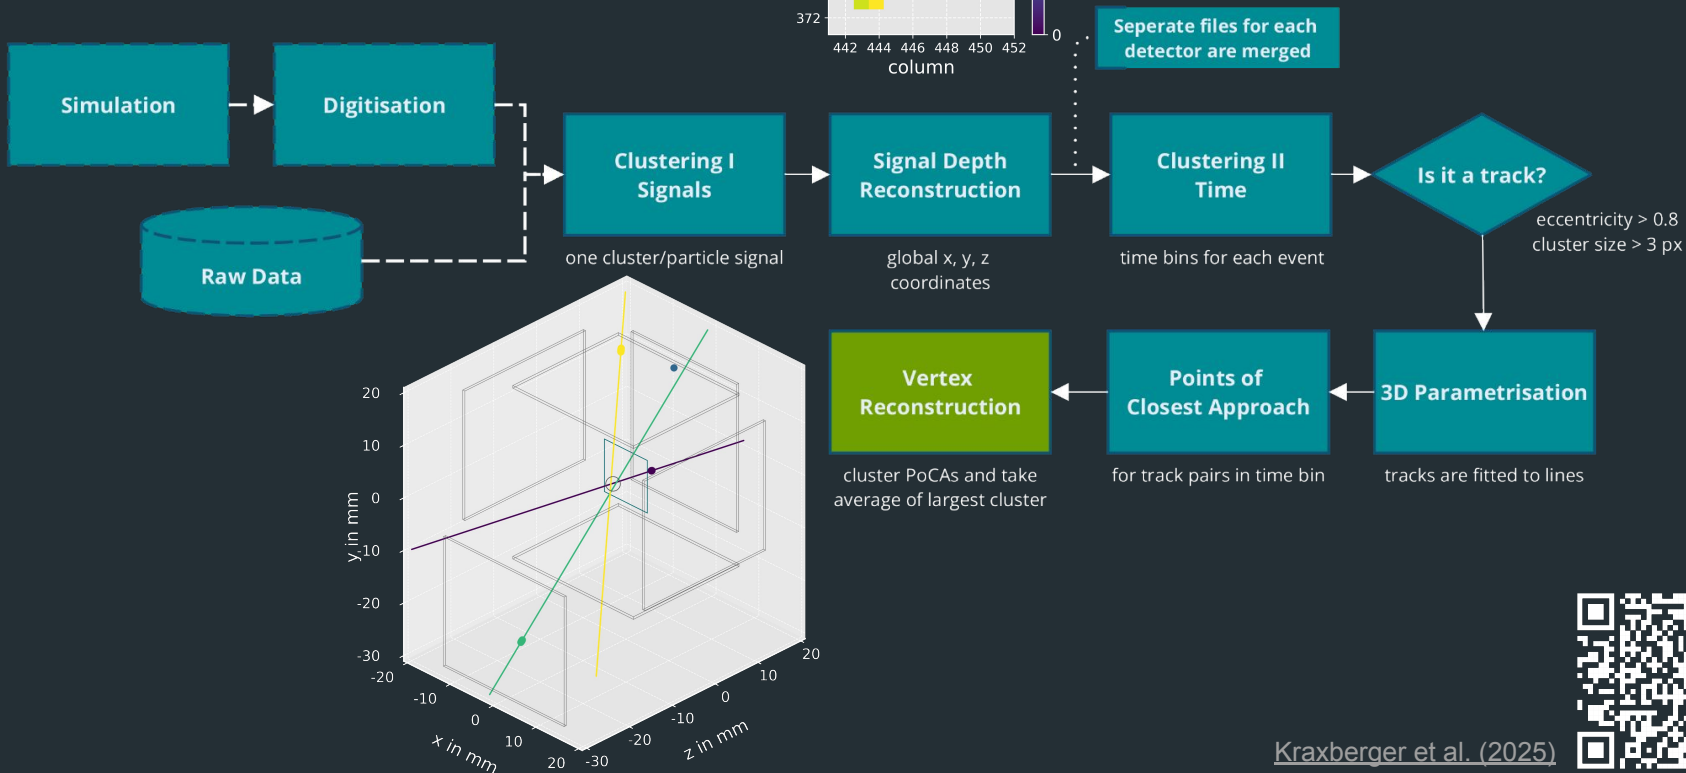 372
442 444 446 448 450 452
0
column
Seperate files for each
detector are merged
Simulation
Digitisation
Raw Data
Clustering I
Signals
one cluster/particle signal
Signal Depth
Reconstruction
global x, y, z
coordinates
Clustering II
Time
time bins for each event
Is it a track?
eccentricity > 0.8
cluster size > 3 px
3D Parametrisation
tracks are fitted to lines
Points of
Closest Approach
for track pairs in time bin
Vertex
Reconstruction
cluster PoCAs and take
average of largest cluster
20
10
0
-10
-20
-30
y in mm
-20
-10
0
10
20
x in mm
-30
-20
-10
0
10
20
z in mm
Kraxberger et al. (2025)